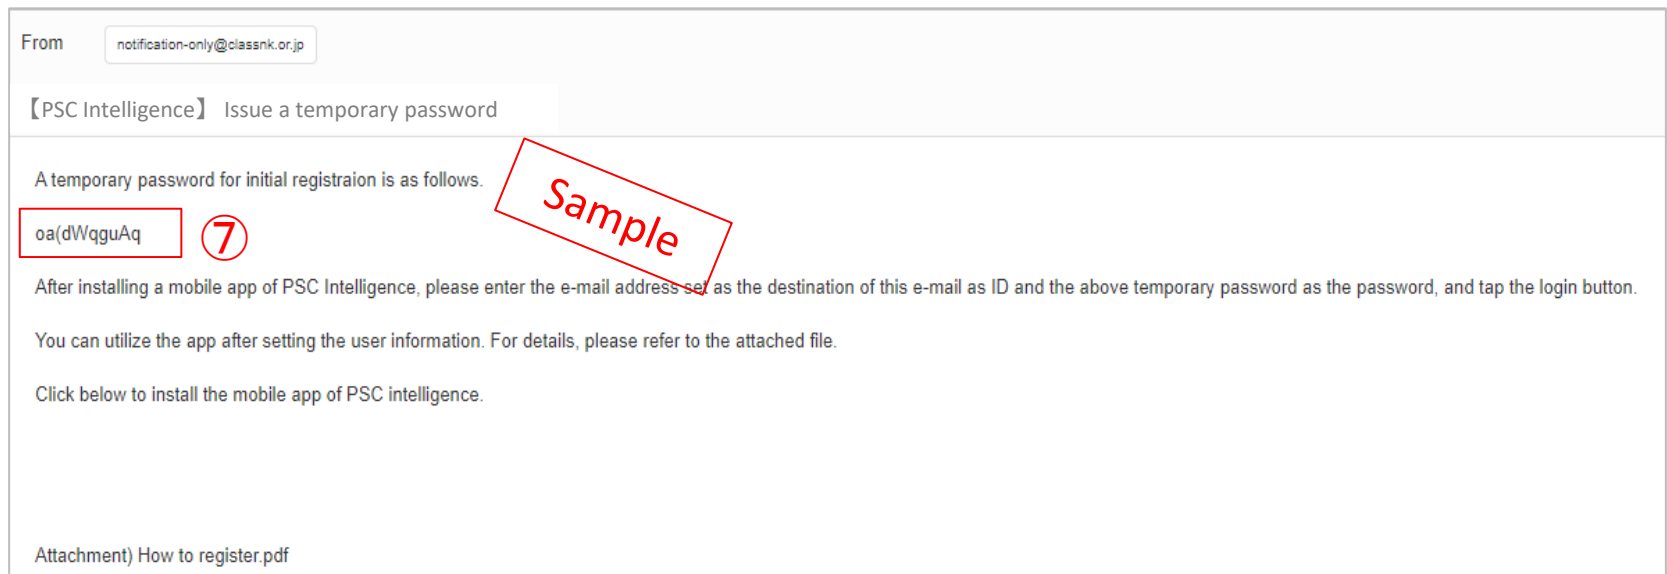 From notification-only@classnk.or.jp
【PSC Intelligence】 Issue a temporary password
A temporary password for initial registraion is as follows.
Sample
oa(dWqguAq ⑦
After installing a mobile app of PSC Intelligence, please enter the e-mail address set as the destination of this e-mail as ID and the above temporary password as the password, and tap the login button.
You can utilize the app after setting the user information. For details, please refer to the attached file.
Click below to install the mobile app of PSC intelligence.
Attachment) How to register.pdf